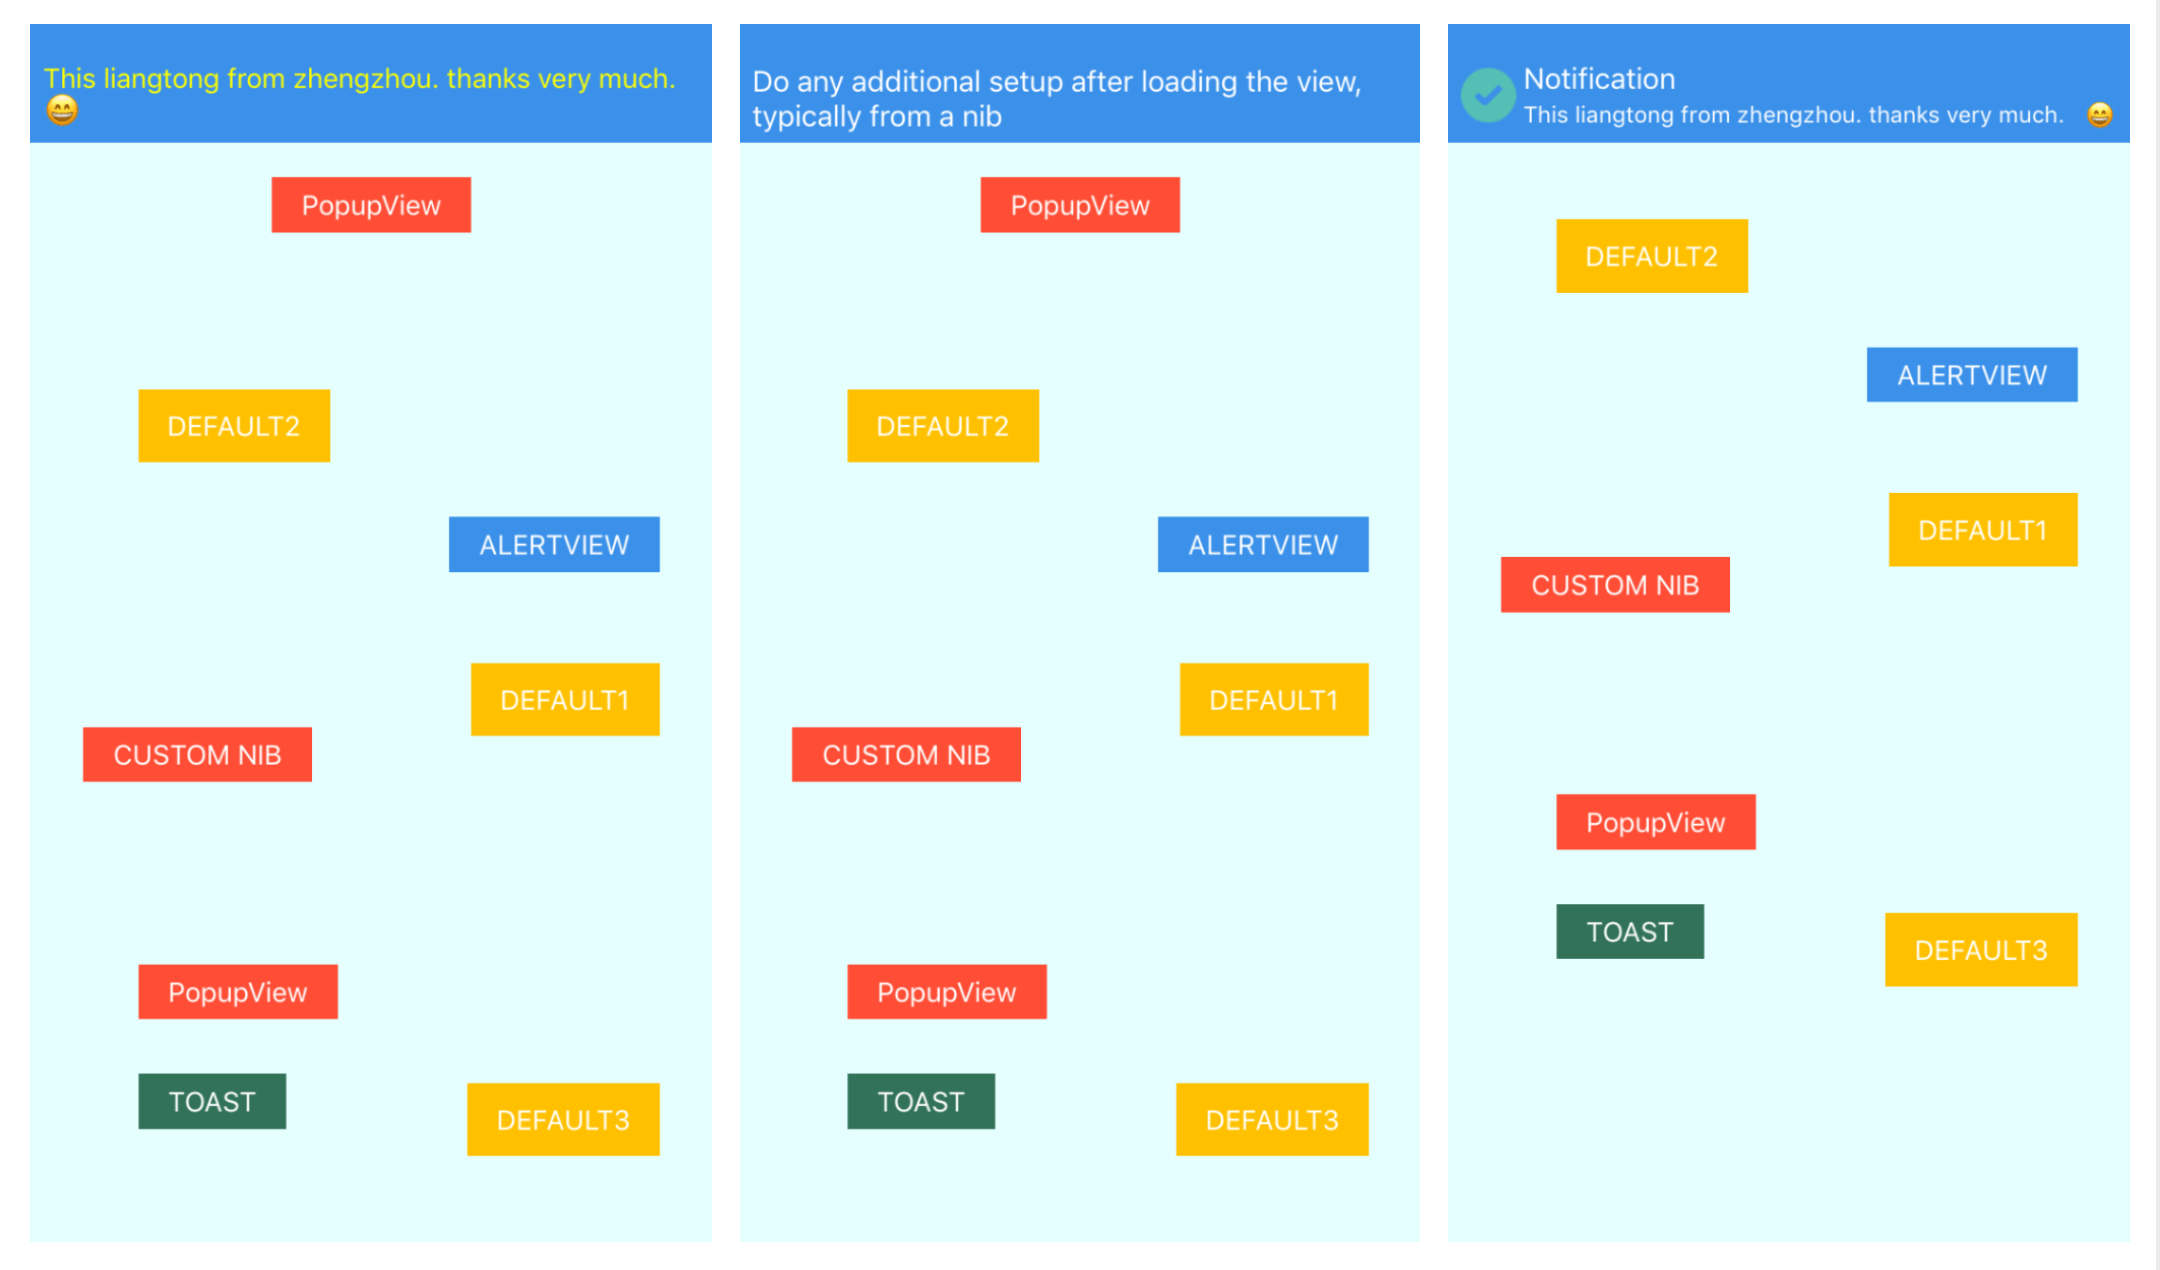 This liangtong from zhengzhou. thanks very much.
😄
PopupView
DEFAULT2
ALERTVIEW
DEFAULT1
CUSTOM NIB
PopupView
TOAST
DEFAULT3
Do any additional setup after loading the view,
typically from a nib
PopupView
DEFAULT2
ALERTVIEW
DEFAULT1
CUSTOM NIB
PopupView
TOAST
DEFAULT3
Notification
This liangtong from zhengzhou. thanks very much. 😄
DEFAULT2
ALERTVIEW
DEFAULT1
CUSTOM NIB
PopupView
TOAST
DEFAULT3